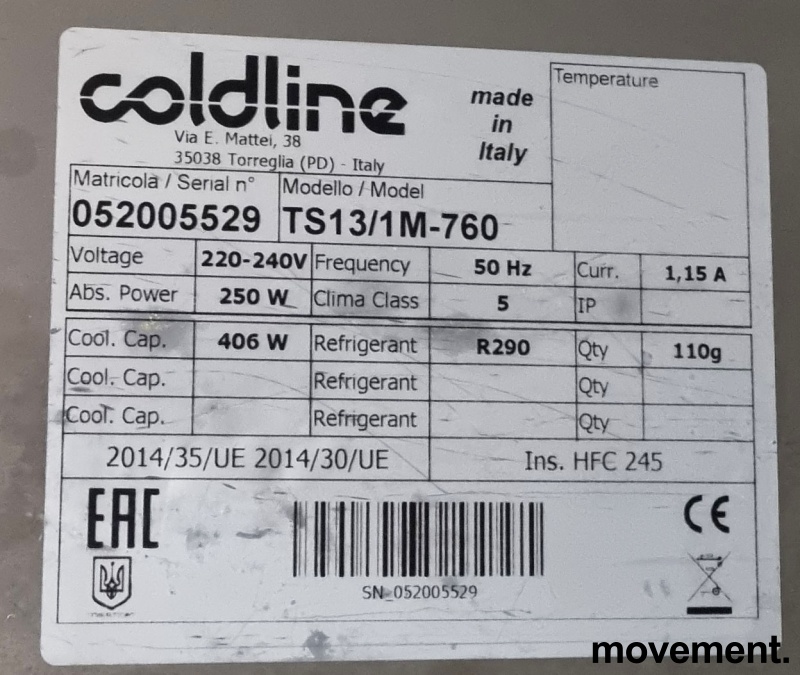 coldline
made
in
Italy
Temperature
Via E. Mattei, 38
35038 Torreglia (PD) - Italy
Matricola / Serial n° Modello / Model
052005529 TS13/1M-760
Voltage 220-240V Frequency 50 Hz Curr. 1,15 A
Abs. Power 250 W Clima Class 5 IP
Cool. Cap. 406 W Refrigerant R290 Qty 110g
Cool. Cap. Refrigerant Qty
Cool. Cap. Refrigerant Qty
2014/35/UE 2014/30/UE Ins. HFC 245
EAC
CE
SN_052005529
movement.